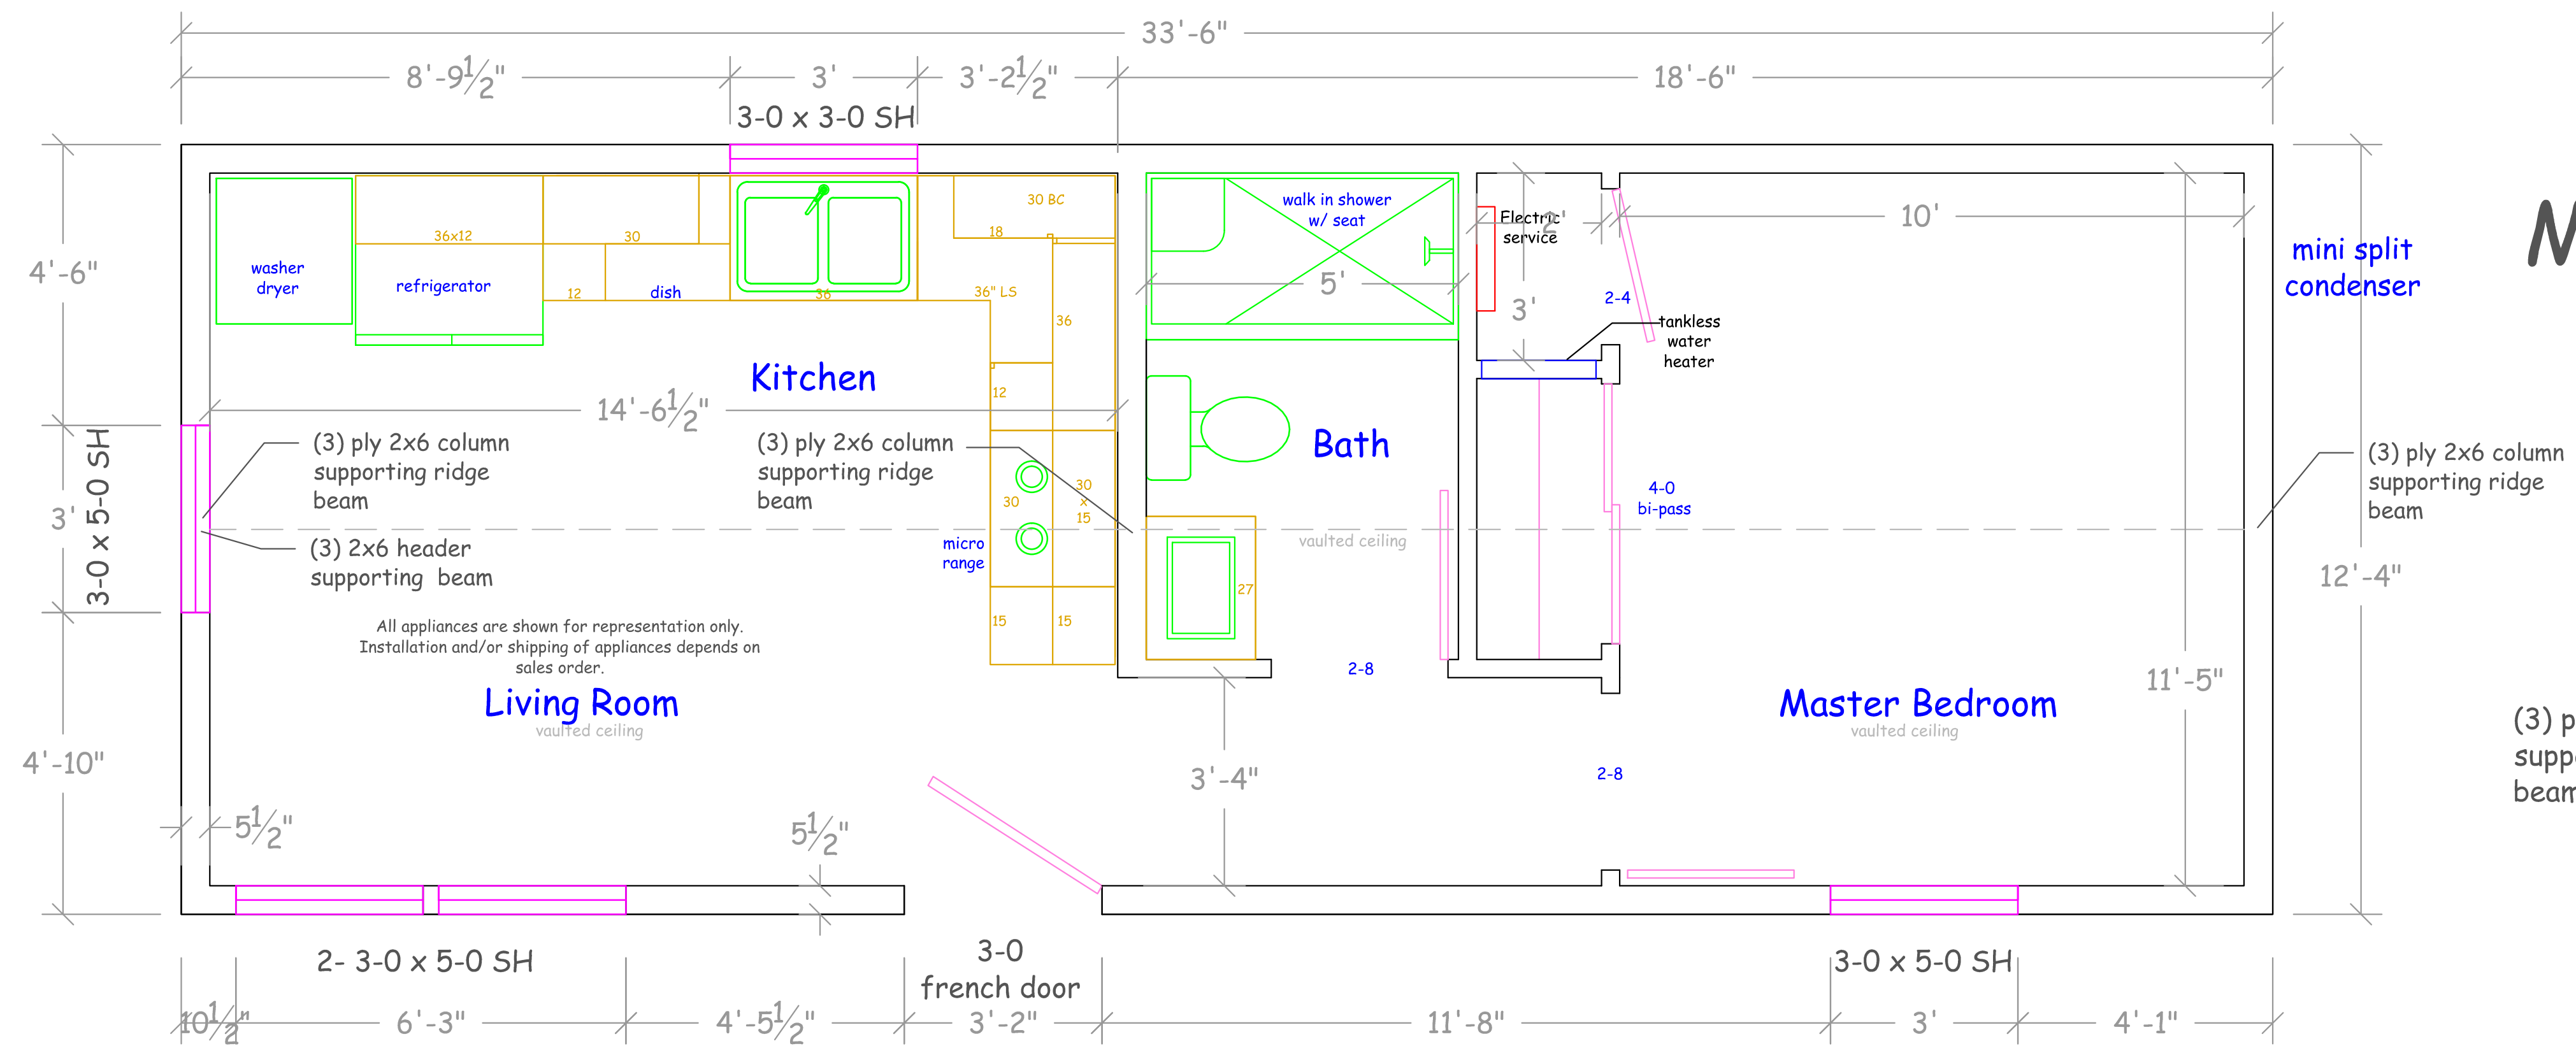 33'-6"
8'-9½"
3'
3'-2½"
18'-6"
3-0 x 3-0 SH
4'-6"
3'
3-0 x 5-0 SH
4'-10"
washer
dryer
36x12
refrigerator
30
12
dish
36
30 BC
18
36" LS
36
12
Kitchen
14'-6½"
(3) ply 2x6 column
supporting ridge
beam
(3) ply 2x6 column
supporting ridge
beam
(3) 2x6 header
supporting beam
30
30
x
15
micro
range
15
15
All appliances are shown for representation only.
Installation and/or shipping of appliances depends on
sales order.
Living Room
vaulted ceiling
5½"
5½"
walk in shower
w/ seat
5'
Bath
vaulted ceiling
27
2-8
3'-4"
Electric
service
2'
3'
2-4
tankless
water
heater
4-0
bi-pass
2-8
10'
Master Bedroom
vaulted ceiling
11'-5"
mini split
condenser
(3) ply 2x6 column
supporting ridge
beam
12'-4"
M
(3) p
supp
beam
2- 3-0 x 5-0 SH
3-0
french door
3-0 x 5-0 SH
10½"
6'-3"
4'-5½"
3'-2"
11'-8"
3'
4'-1"